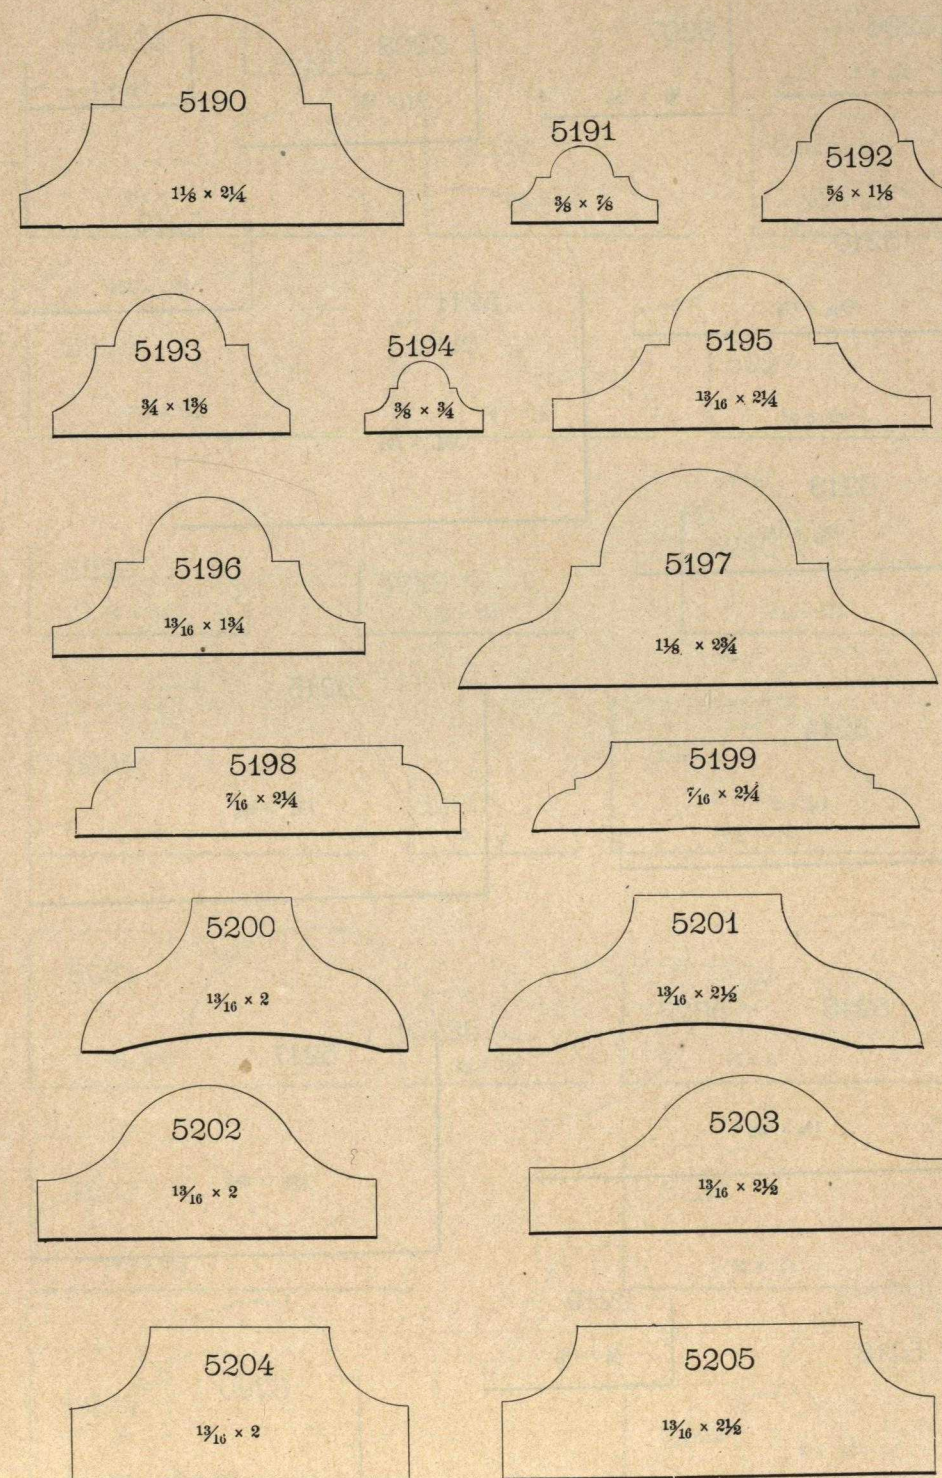 5190
1⅛ × 2¼
5191
⅜ × ⅞
5192
⅝ × 1⅛
5193
¾ × 1⅜
5194
⅜ × ¾
5195
13/16 × 2¼
5196
13/16 × 1¾
5197
1⅛ × 2¾
5198
7/16 × 2¼
5199
7/16 × 2¼
5200
13/16 × 2
5201
13/16 × 2½
5202
13/16 × 2
5203
13/16 × 2½
5204
13/16 × 2
5205
13/16 × 2½